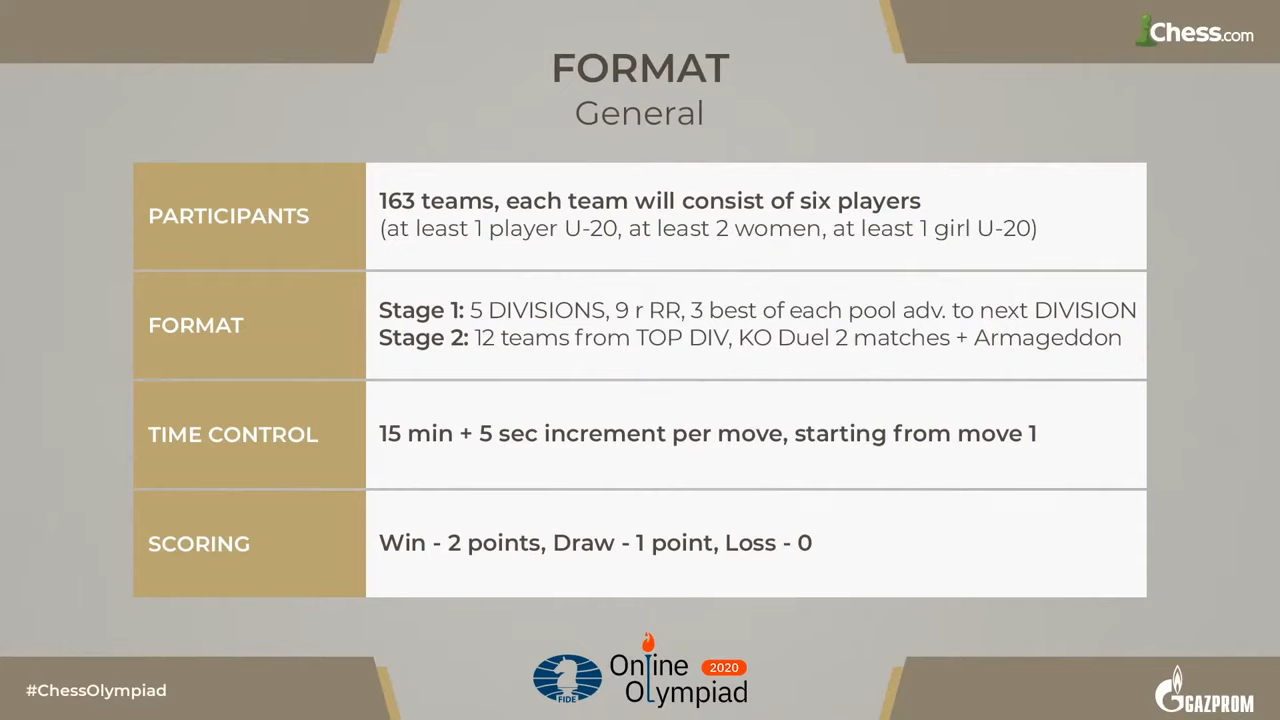 Chess.com
FORMAT
General
PARTICIPANTS
163 teams, each team will consist of six players
(at least 1 player U-20, at least 2 women, at least 1 girl U-20)
FORMAT
Stage 1: 5 DIVISIONS, 9 r RR, 3 best of each pool adv. to next DIVISION
Stage 2: 12 teams from TOP DIV, KO Duel 2 matches + Armageddon
TIME CONTROL
15 min + 5 sec increment per move, starting from move 1
SCORING
Win - 2 points, Draw - 1 point, Loss - 0
#ChessOlympiad
FIDE
Online 2020
Olympiad
GAZPROM